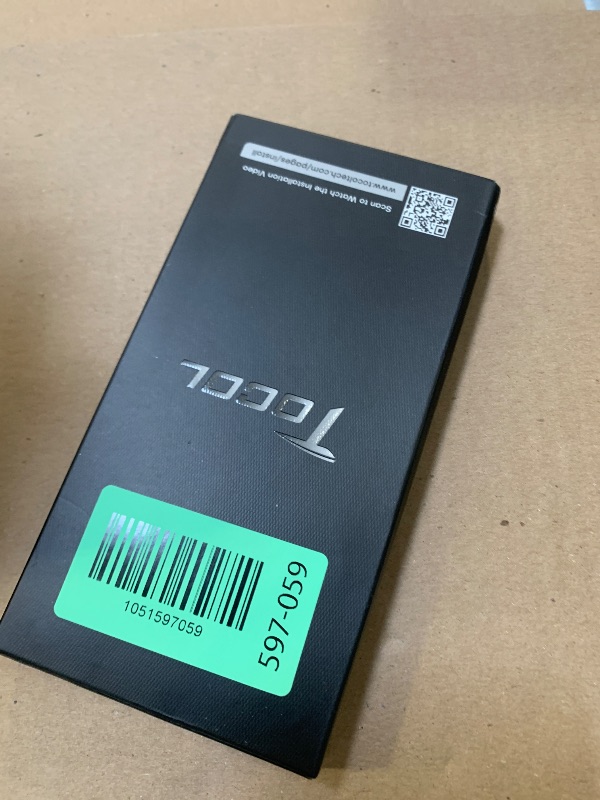 Scan to Watch the Installation Video
www.tocoltech.com/pages/install
TOCOL
1051597059
597-059